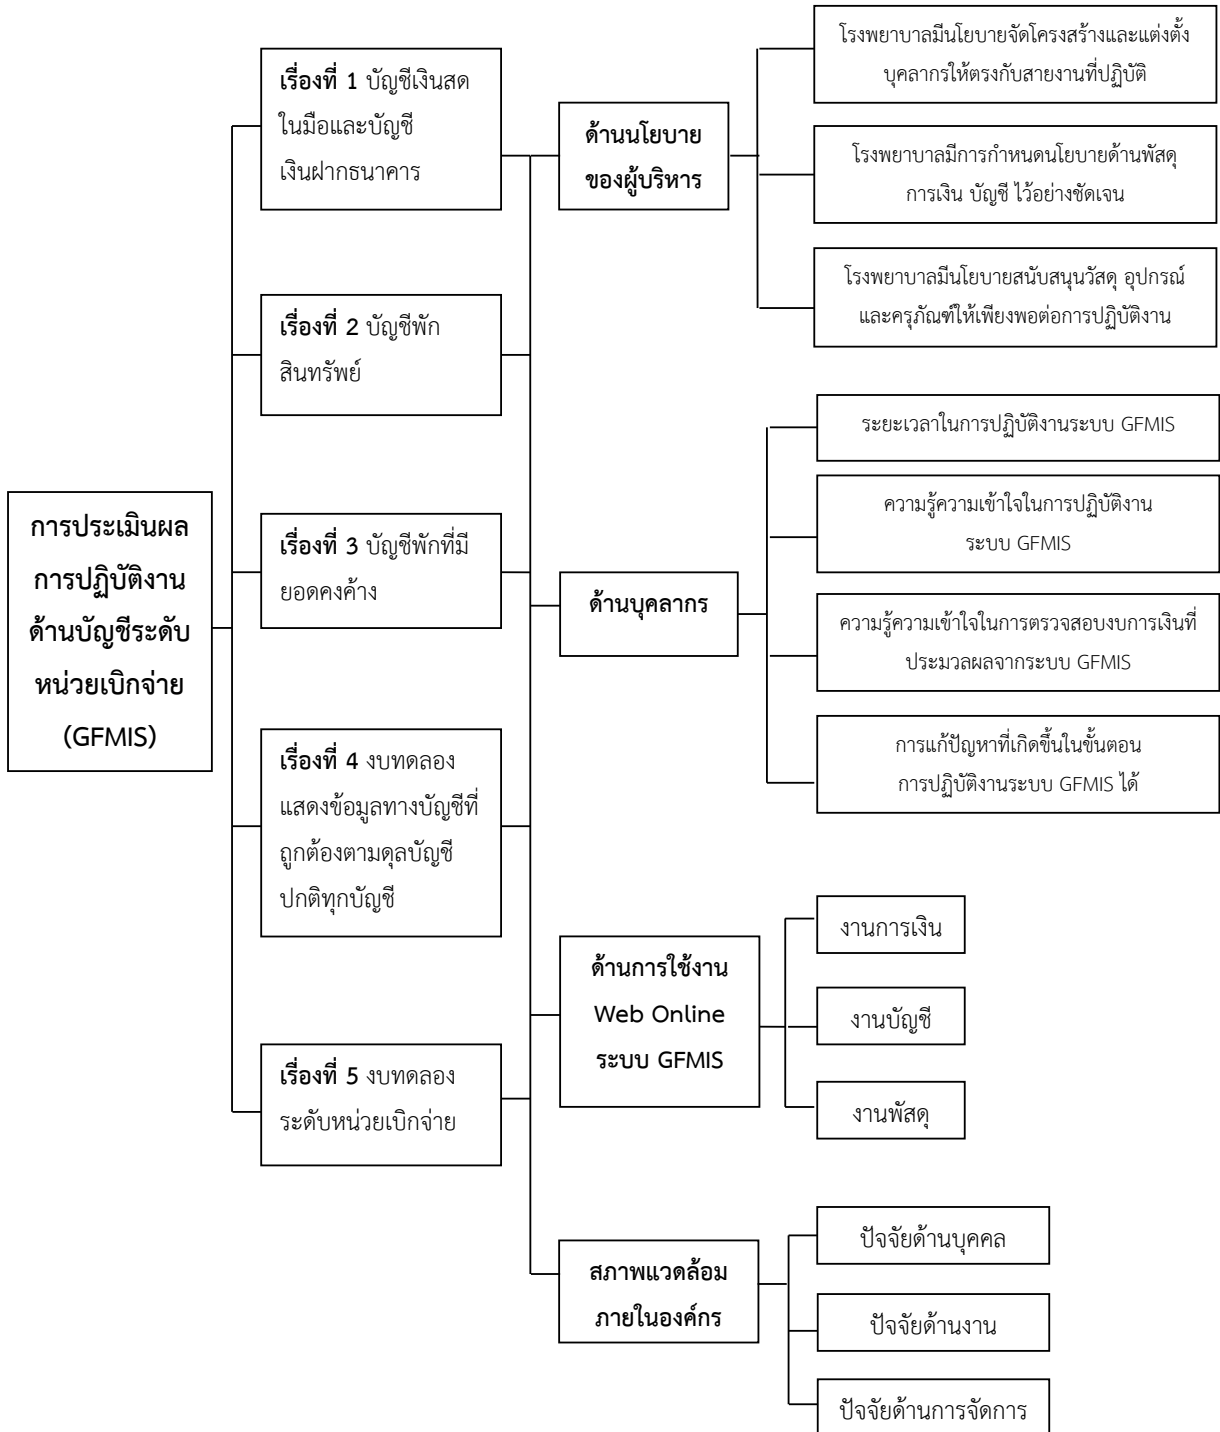 การประเมินผล
การปฏิบัติงาน
ด้านบัญชีระดับ
หน่วยเบิกจ่าย
(GFMIS)
เรื่องที่ 1 บัญชีเงินสด
ในมือและบัญชี
เงินฝากธนาคาร
เรื่องที่ 2 บัญชีพัก
สินทรัพย์
เรื่องที่ 3 บัญชีพักที่มี
ยอดคงค้าง
เรื่องที่ 4 งบทดลอง
แสดงข้อมูลทางบัญชีที่
ถูกต้องตามดุลบัญชี
ปกติทุกบัญชี
เรื่องที่ 5 งบทดลอง
ระดับหน่วยเบิกจ่าย
ด้านนโยบาย
ของผู้บริหาร
โรงพยาบาลมีนโยบายจัดโครงสร้างและแต่งตั้ง
บุคลากรให้ตรงกับสายงานที่ปฏิบัติ
โรงพยาบาลมีการกำหนดนโยบายด้านพัสดุ
การเงิน บัญชี ไว้อย่างชัดเจน
โรงพยาบาลมีนโยบายสนับสนุนวัสดุ อุปกรณ์
และครุภัณฑ์ให้เพียงพอต่อการปฏิบัติงาน
ด้านบุคลากร
ระยะเวลาในการปฏิบัติงานระบบ GFMIS
ความรู้ความเข้าใจในการปฏิบัติงาน
ระบบ GFMIS
ความรู้ความเข้าใจในการตรวจสอบงบการเงินที่
ประมวลผลจากระบบ GFMIS
การแก้ปัญหาที่เกิดขึ้นในขั้นตอน
การปฏิบัติงานระบบ GFMIS ได้
ด้านการใช้งาน
Web Online
ระบบ GFMIS
งานการเงิน
งานบัญชี
งานพัสดุ
สภาพแวดล้อม
ภายในองค์กร
ปัจจัยด้านบุคคล
ปัจจัยด้านงาน
ปัจจัยด้านการจัดการ